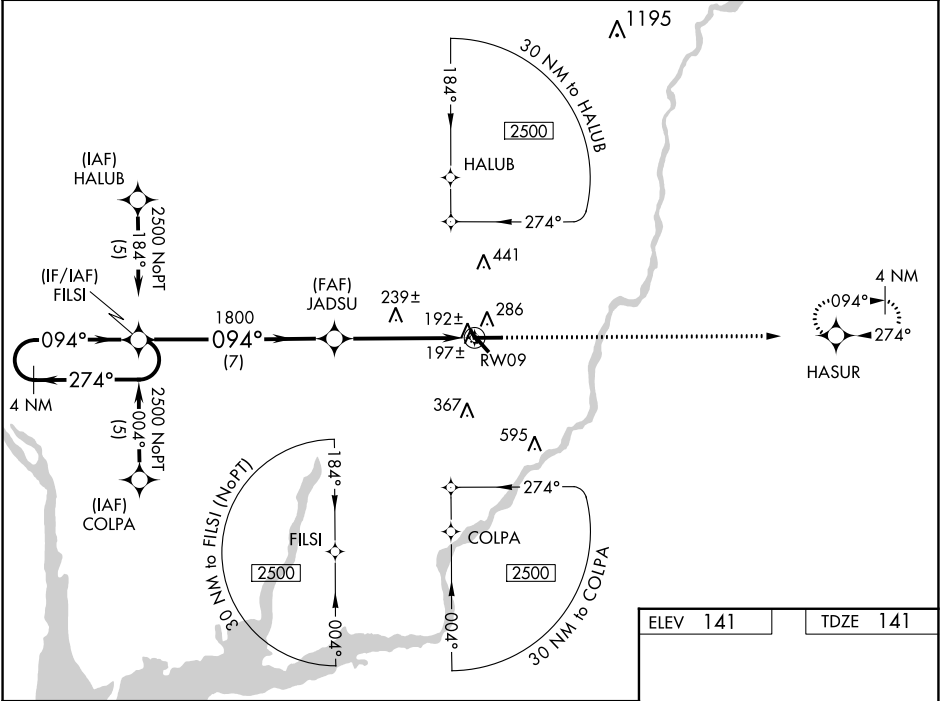 1195
30 NM to HALUB
184°
2500
HALUB
274°
(IAF)
HALUB
2500 NoPT
184°
(5)
(IF/IAF)
FILSI
441
(FAF)
JADSU
239±
286
192±
197±
RW09
1800
094°
(7)
094°
274°
4 NM
4 NM
094°
274°
HASUR
2500 NoPT
004°
(5)
(IAF)
COLPA
367
595
30 NM to FILSI (NoPT)
184°
FILSI
2500
004°
274°
COLPA
2500
004°
30 NM to COLPA
ELEV 141
TDZE 141